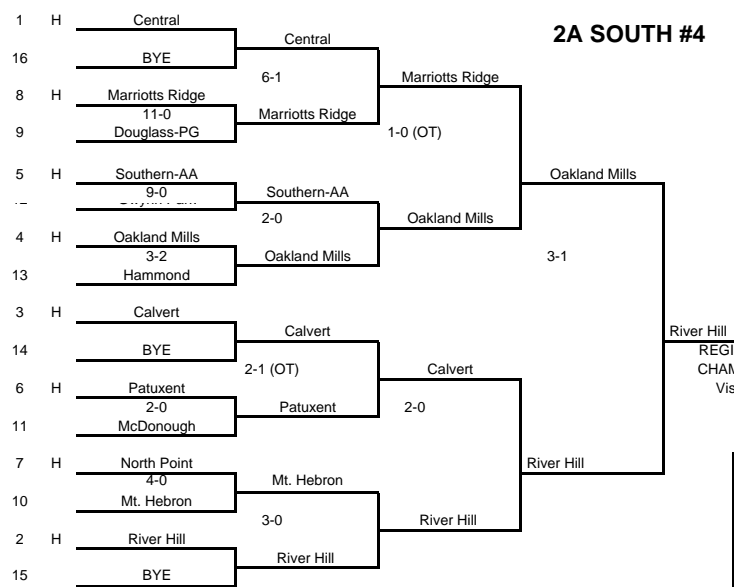 2A SOUTH #4
1 H Central
16 BYE
Central
6-1
8 H Marriotts Ridge
11-0
9 Douglass-PG
Marriotts Ridge
Marriotts Ridge
1-0 (OT)
5 H Southern-AA
9-0
Southern-AA
2-0
4 H Oakland Mills
3-2
13 Hammond
Oakland Mills
Oakland Mills
Oakland Mills
3-1
3 H Calvert
14 BYE
Calvert
2-1 (OT)
6 H Patuxent
2-0
11 McDonough
Patuxent
Calvert
2-0
7 H North Point
4-0
10 Mt. Hebron
Mt. Hebron
3-0
2 H River Hill
15 BYE
River Hill
River Hill
River Hill
River Hill
REGI
CHAM
Vis